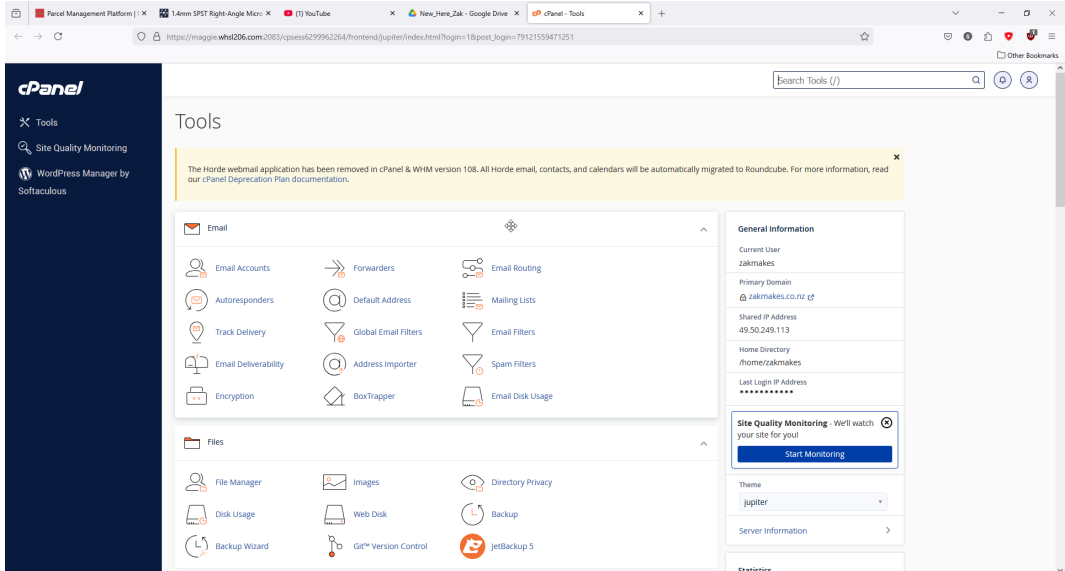 Parcel Management Platform |
1.4mm SPST Right-Angle Micro
(1) YouTube
New_Here_Zak - Google Drive
cPanel - Tools
https://maggie.whsl206.com:2083/cpsess6299962264/frontend/jupiter/index.html?login=1&post_login=79121559471251
Other Bookmarks
cPanel
Search Tools (/)
Tools
Site Quality Monitoring
WordPress Manager by
Softaculous
Tools
The Horde webmail application has been removed in cPanel & WHM version 108. All Horde email, contacts, and calendars will be automatically migrated to Roundcube. For more information, read
our cPanel Deprecation Plan documentation.
Email
Email Accounts
Forwarders
Email Routing
Autoresponders
Default Address
Mailing Lists
Track Delivery
Global Email Filters
Email Filters
Email Deliverability
Address Importer
Spam Filters
Encryption
BoxTrapper
Email Disk Usage
Files
File Manager
Images
Directory Privacy
Disk Usage
Web Disk
Backup
Backup Wizard
Git™ Version Control
JetBackup 5
General Information
Current User
zakmakes
Primary Domain
zakmakes.co.nz
Shared IP Address
49.50.249.113
Home Directory
/home/zakmakes
Last Login IP Address
***********
Site Quality Monitoring - We'll watch
your site for you!
Start Monitoring
Theme
jupiter
Server Information
Statistics